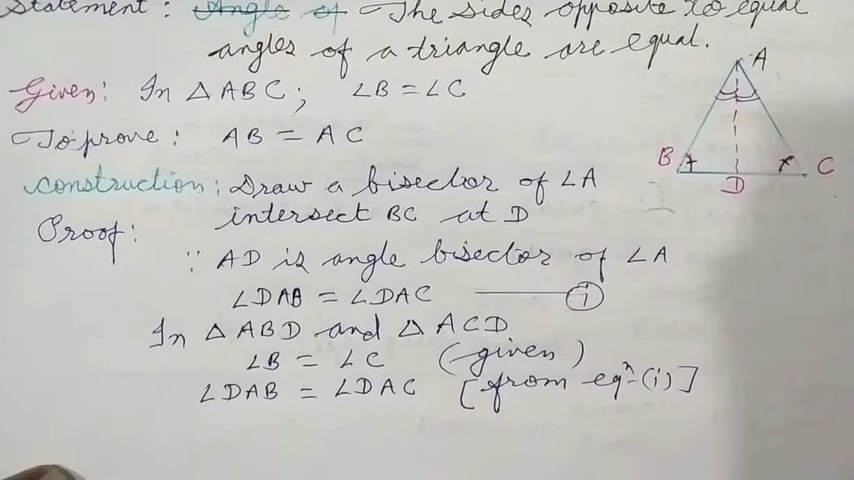 Statement: Angle of The sides opposite to equal
angles of a triangle are equal.
Given: In △ABC; ∠B = ∠C
To prove: AB = AC
Construction: Draw a bisector of ∠A
intersect BC at D
Proof:
∵ AD is angle bisector of ∠A
∠DAB = ∠DAC —— (i)
In △ABD and △ACD
∠B = ∠C (given)
∠DAB = ∠DAC [from eqⁿ-(i)]
A
B D C